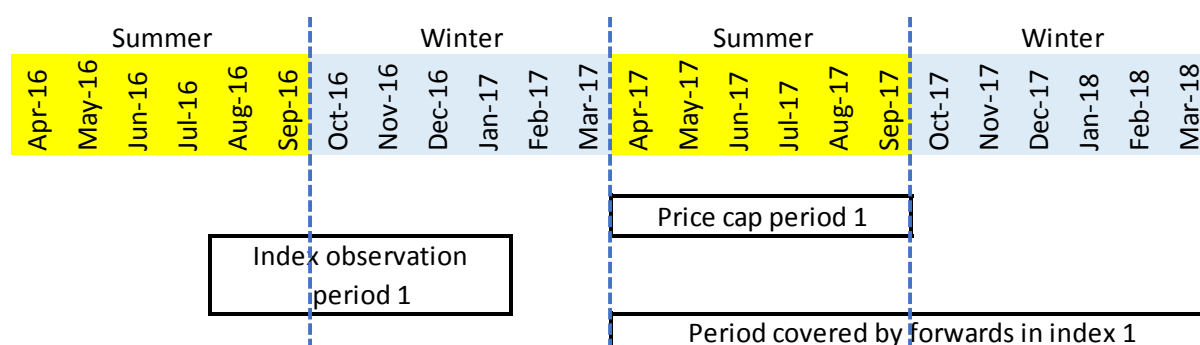 Summer Winter Summer Winter
Apr-16 May-16 Jun-16 Jul-16 Aug-16 Sep-16 Oct-16 Nov-16 Dec-16 Jan-17 Feb-17 Mar-17 Apr-17 May-17 Jun-17 Jul-17 Aug-17 Sep-17 Oct-17 Nov-17 Dec-17 Jan-18 Feb-18 Mar-18
Price cap period 1
Index observation
period 1
Period covered by forwards in index 1